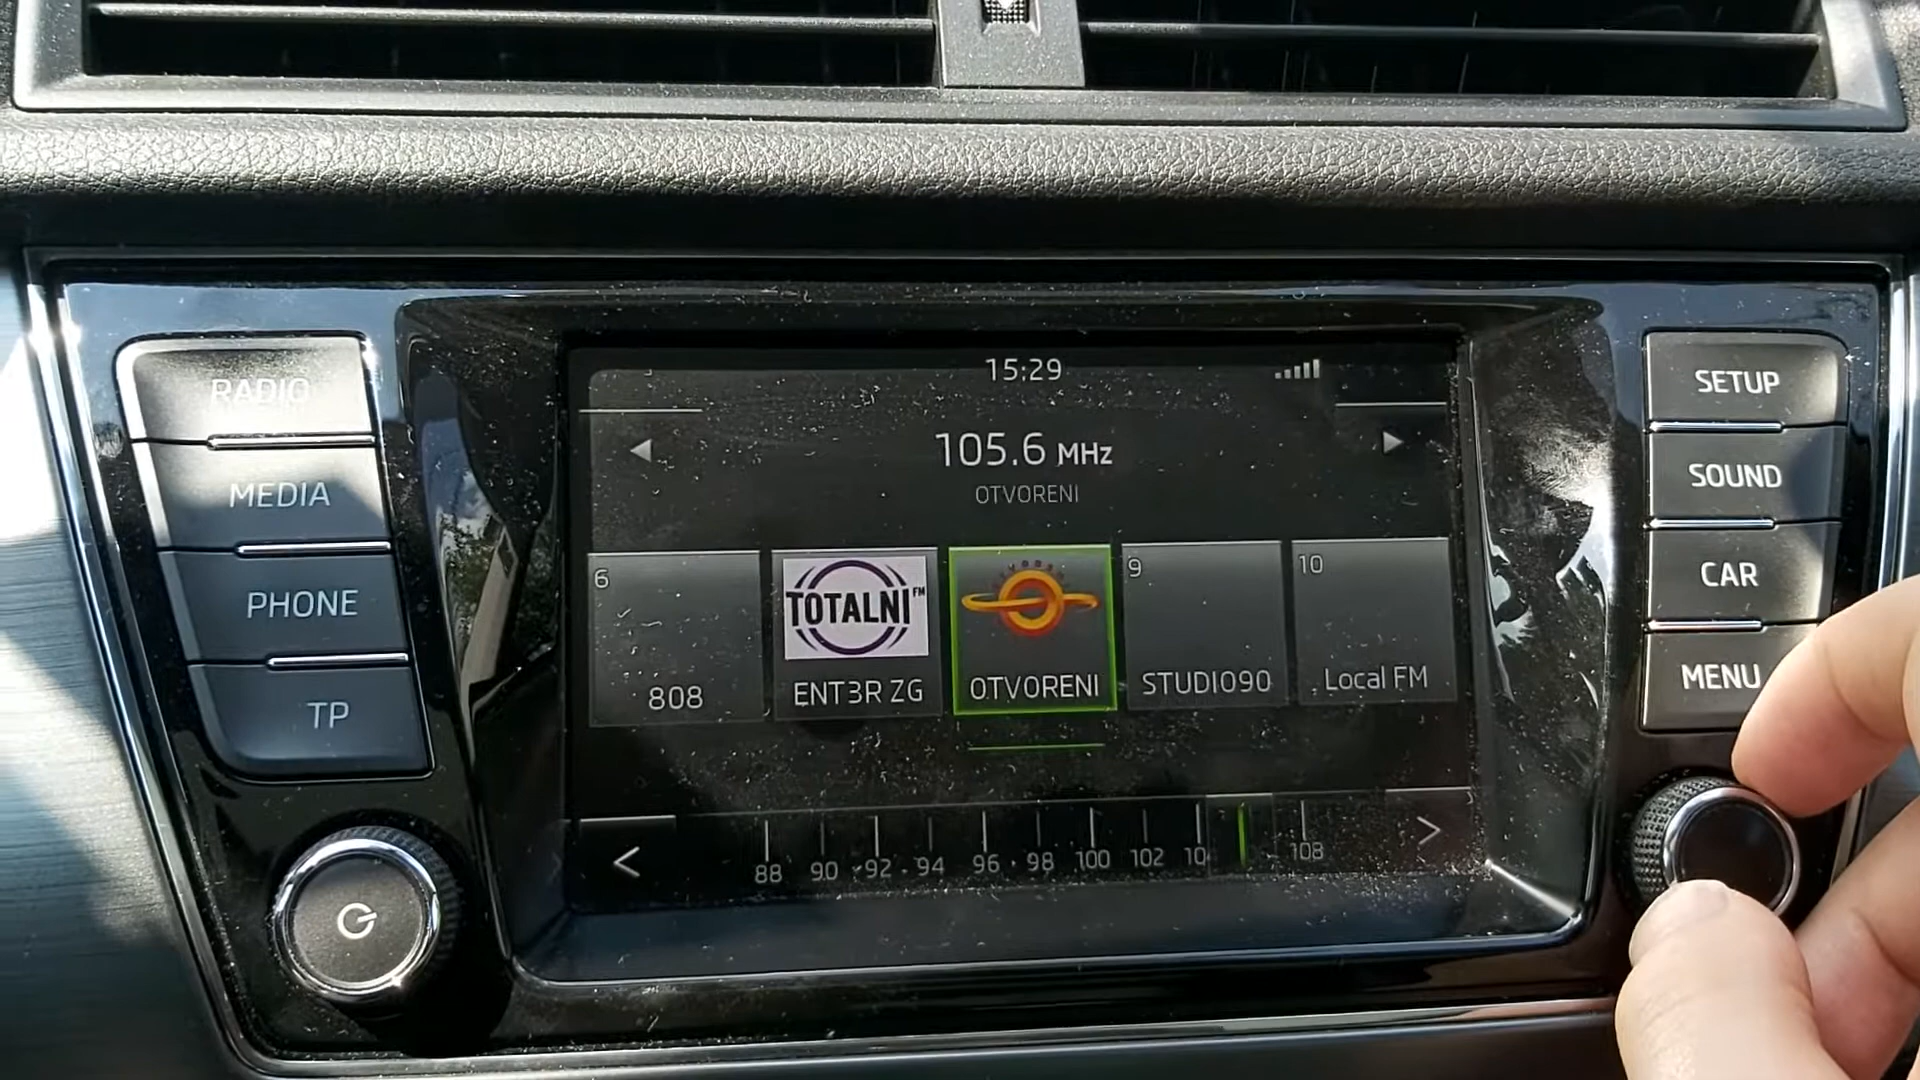 RADIO
MEDIA
PHONE
TP
15:29
105.6 MHz
OTVORENI
6
808
TOTALNI FM
ENT3R ZG
OTVORENI
9
STUDIO90
10
Local FM
88 90 92 94 96 98 100 102 10 108
SETUP
SOUND
CAR
MENU